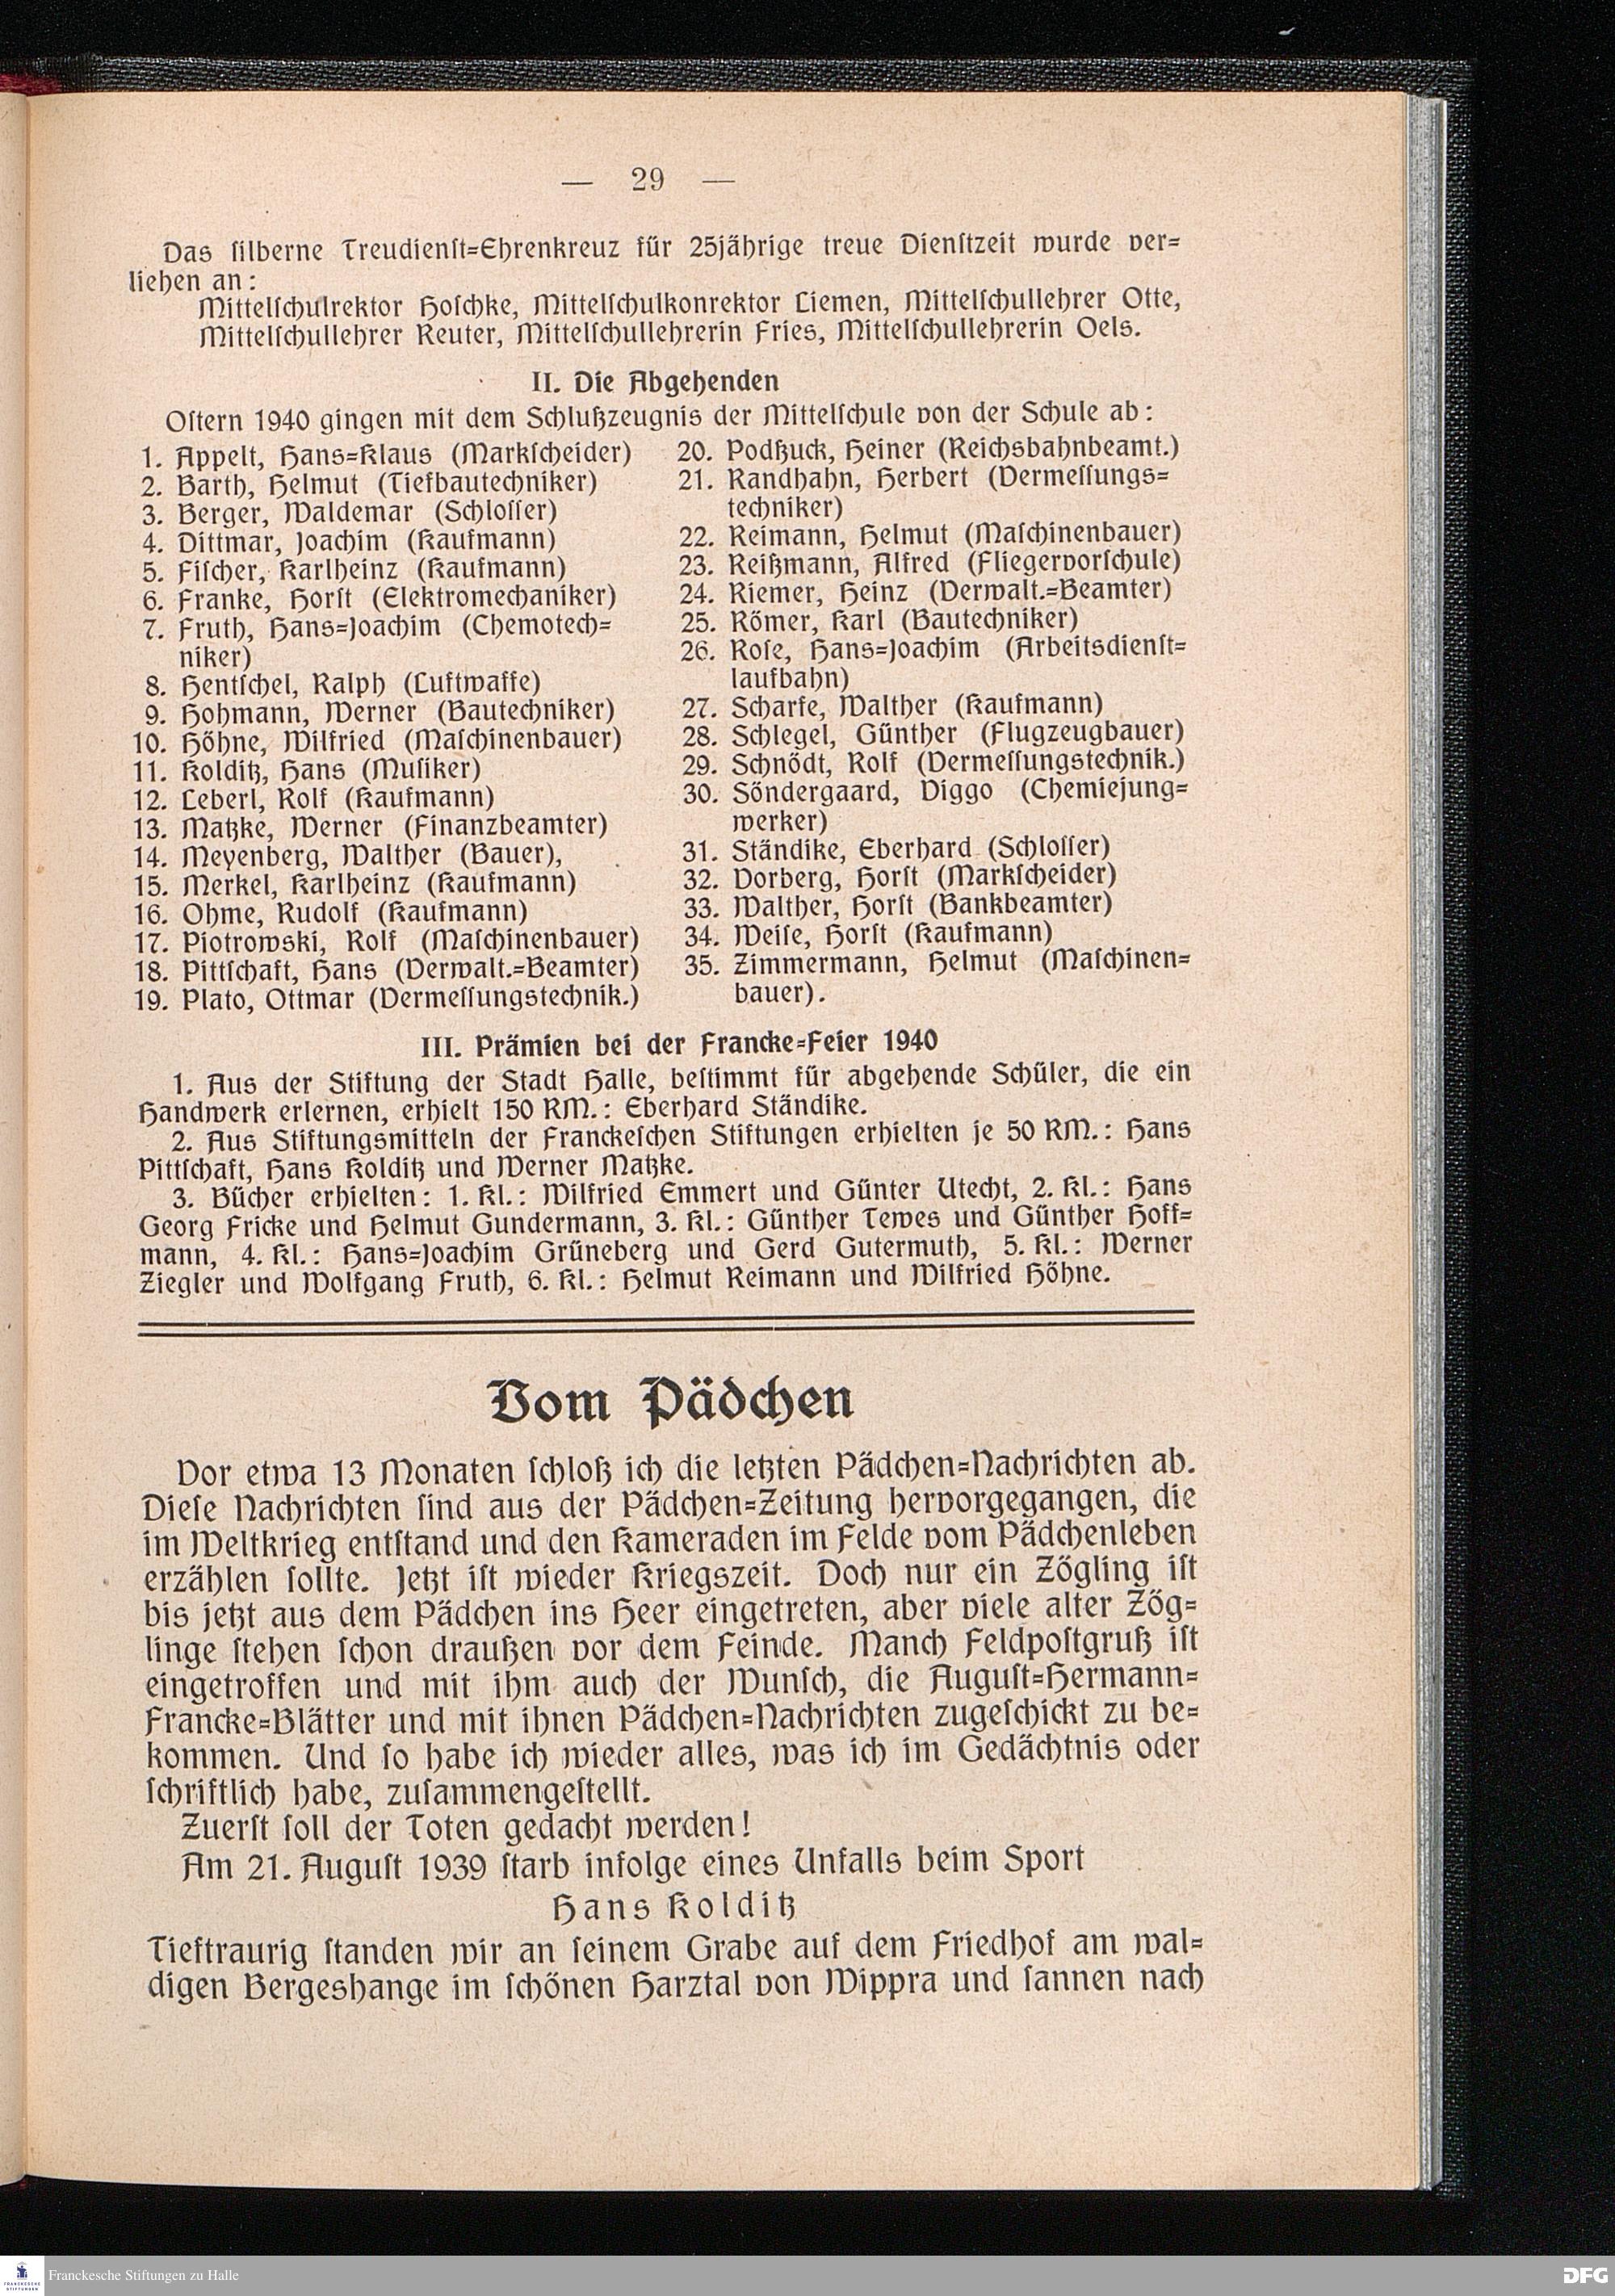 — 29 —
Das silberne Treudienst=Ehrenkreuz für 25jährige treue Dienstzeit wurde ver=
liehen an:
Mittelschulrektor Hoschke, Mittelschulkonrektor Liemen, Mittelschullehrer Otte,
Mittelschullehrer Reuter, Mittelschullehrerin Fries, Mittelschullehrerin Oels.
II. Die Abgehenden
Ostern 1940 gingen mit dem Schlußzeugnis der Mittelschule von der Schule ab:
1. Appelt, Hans=Klaus (Markscheider)
2. Barth, Helmut (Tiefbautechniker)
3. Berger, Waldemar (Schlosser)
4. Dittmar, Joachim (Kaufmann)
5. Fischer, Karlheinz (Kaufmann)
6. Franke, Horst (Elektromechaniker)
7. Fruth, Hans=Joachim (Chemotech=
niker)
8. Hentschel, Ralph (Luftwaffe)
9. Hohmann, Werner (Bautechniker)
10. Höhne, Wilfried (Maschinenbauer)
11. Kolditz, Hans (Musiker)
12. Leberl, Rolf (Kaufmann)
13. Matzke, Werner (Finanzbeamter)
14. Meyenberg, Walther (Bauer),
15. Merkel, Karlheinz (Kaufmann)
16. Ohme, Rudolf (Kaufmann)
17. Piotrowski, Rolf (Maschinenbauer)
18. Pittschaft, Hans (Verwalt.=Beamter)
19. Plato, Ottmar (Vermessungstechnik.)
20. Podßuck, Heiner (Reichsbahnbeamt.)
21. Randhahn, Herbert (Vermessungs=
techniker)
22. Reimann, Helmut (Maschinenbauer)
23. Reißmann, Alfred (Fliegervorschule)
24. Riemer, Heinz (Verwalt.=Beamter)
25. Römer, Karl (Bautechniker)
26. Rose, Hans=Joachim (Arbeitsdienst=
laufbahn)
27. Scharfe, Walther (Kaufmann)
28. Schlegel, Günther (Flugzeugbauer)
29. Schnödt, Rolf (Vermessungstechnik.)
30. Söndergaard, Viggo (Chemiejung=
werker)
31. Ständike, Eberhard (Schlosser)
32. Vorberg, Horst (Markscheider)
33. Walther, Horst (Bankbeamter)
34. Weise, Horst (Kaufmann)
35. Zimmermann, Helmut (Maschinen=
bauer).
III. Prämien bei der Francke=Feier 1940
1. Aus der Stiftung der Stadt Halle, bestimmt für abgehende Schüler, die ein
Handwerk erlernen, erhielt 150 RM.: Eberhard Ständike.
2. Aus Stiftungsmitteln der Franckeschen Stiftungen erhielten je 50 RM.: Hans
Pittschaft, Hans Kolditz und Werner Matzke.
3. Bücher erhielten: 1. Kl.: Wilfried Emmert und Günter Utecht, 2. Kl.: Hans
Georg Fricke und Helmut Gundermann, 3. Kl.: Günther Tewes und Günther Hoff=
mann, 4. Kl.: Hans=Joachim Grüneberg und Gerd Gutermuth, 5. Kl.: Werner
Ziegler und Wolfgang Fruth, 6. Kl.: Helmut Reimann und Wilfried Höhne.
Vom Pädchen
Vor etwa 13 Monaten schloß ich die letzten Pädchen=Nachrichten ab.
Diese Nachrichten sind aus der Pädchen=Zeitung hervorgegangen, die
im Weltkrieg entstand und den Kameraden im Felde vom Pädchenleben
erzählen sollte. Jetzt ist wieder Kriegszeit. Doch nur ein Zögling ist
bis jetzt aus dem Pädchen ins Heer eingetreten, aber viele alter Zög=
linge stehen schon draußen vor dem Feinde. Manch Feldpostgruß ist
eingetroffen und mit ihm auch der Wunsch, die August=Hermann=
Francke=Blätter und mit ihnen Pädchen=Nachrichten zugeschickt zu be=
kommen. Und so habe ich wieder alles, was ich im Gedächtnis oder
schriftlich habe, zusammengestellt.
Zuerst soll der Toten gedacht werden!
Am 21. August 1939 starb infolge eines Unfalls beim Sport
Hans Kolditz
Tieftraurig standen wir an seinem Grabe auf dem Friedhof am wal=
digen Bergeshange im schönen Harztal von Wippra und sannen nach
FRANCKESCHE
STIFTUNGEN
Franckesche Stiftungen zu Halle
DFG